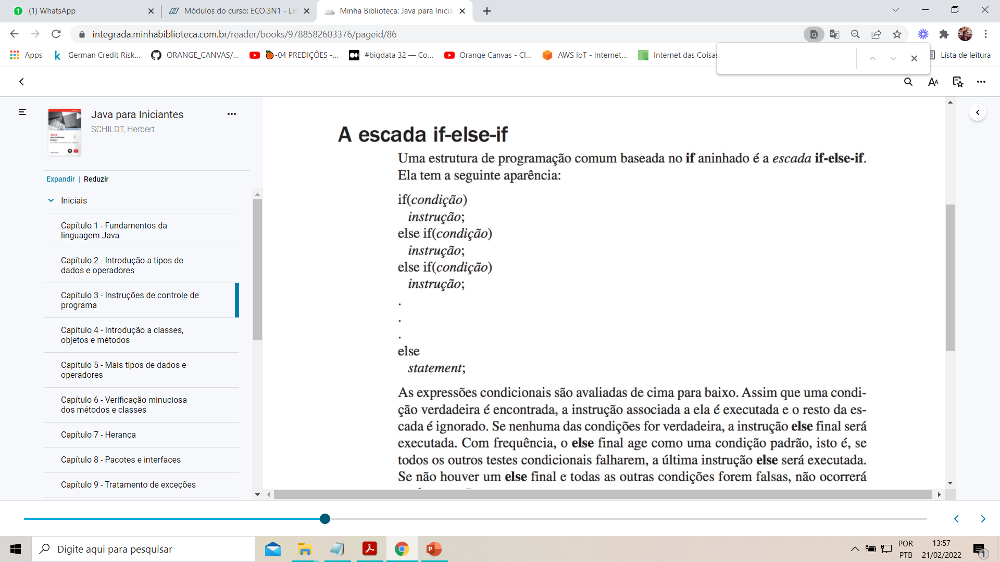 (1) WhatsApp
Módulos do curso: ECO.3N1 - Lin
Minha Biblioteca: Java para Inicia
integrada.minhabiblioteca.com.br/reader/books/9788582603376/pageid/86
Apps
German Credit Risk...
ORANGE_CANVAS/...
-04 PREDIÇÕES -...
#bigdata 32 — Co...
Orange Canvas - Cl...
AWS IoT - Internet...
Internet das Coisas
Lista de leitura
Java para Iniciantes
SCHILDT, Herbert
Expandir | Reduzir
Iniciais
Capítulo 1 - Fundamentos da
linguagem Java
Capítulo 2 - Introdução a tipos de
dados e operadores
Capítulo 3 - Instruções de controle de
programa
Capítulo 4 - Introdução a classes,
objetos e métodos
Capítulo 5 - Mais tipos de dados e
operadores
Capítulo 6 - Verificação minuciosa
dos métodos e classes
Capítulo 7 - Herança
Capítulo 8 - Pacotes e interfaces
Capítulo 9 - Tratamento de exceções
A escada if-else-if
Uma estrutura de programação comum baseada no if aninhado é a escada if-else-if.
Ela tem a seguinte aparência:
if(condição)
instrução;
else if(condição)
instrução;
else if(condição)
instrução;
.
.
.
else
statement;
As expressões condicionais são avaliadas de cima para baixo. Assim que uma condi-
ção verdadeira é encontrada, a instrução associada a ela é executada e o resto da es-
cada é ignorado. Se nenhuma das condições for verdadeira, a instrução else final será
executada. Com frequência, o else final age como uma condição padrão, isto é, se
todos os outros testes condicionais falharem, a última instrução else será executada.
Se não houver um else final e todas as outras condições forem falsas, não ocorrerá
Digite aqui para pesquisar
POR
PTB
13:57
21/02/2022
1